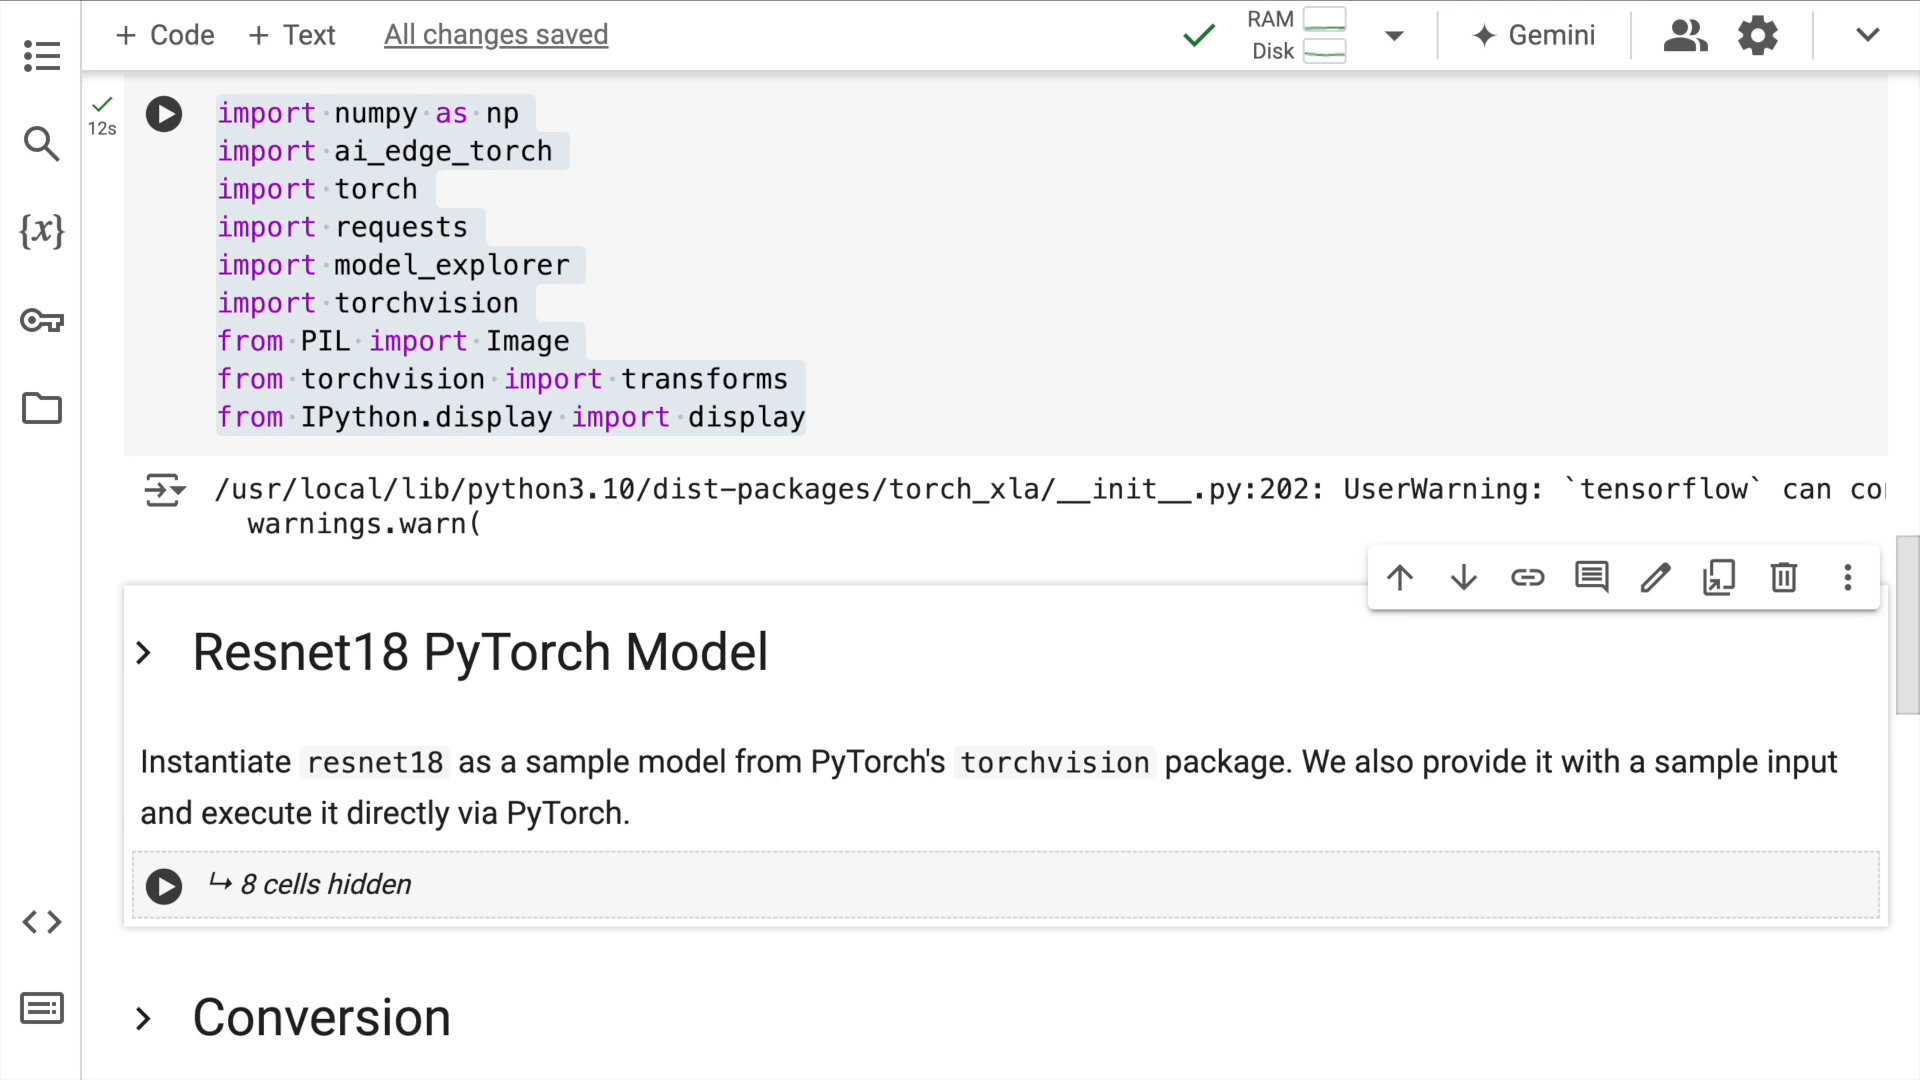 + Code + Text All changes saved RAM Disk Gemini
12s
import numpy as np
import ai_edge_torch
import torch
import requests
import model_explorer
import torchvision
from PIL import Image
from torchvision import transforms
from IPython.display import display
/usr/local/lib/python3.10/dist-packages/torch_xla/__init__.py:202: UserWarning: `tensorflow` can
warnings.warn(
Resnet18 PyTorch Model
Instantiate resnet18 as a sample model from PyTorch's torchvision package. We also provide it with a sample input
and execute it directly via PyTorch.
8 cells hidden
Conversion